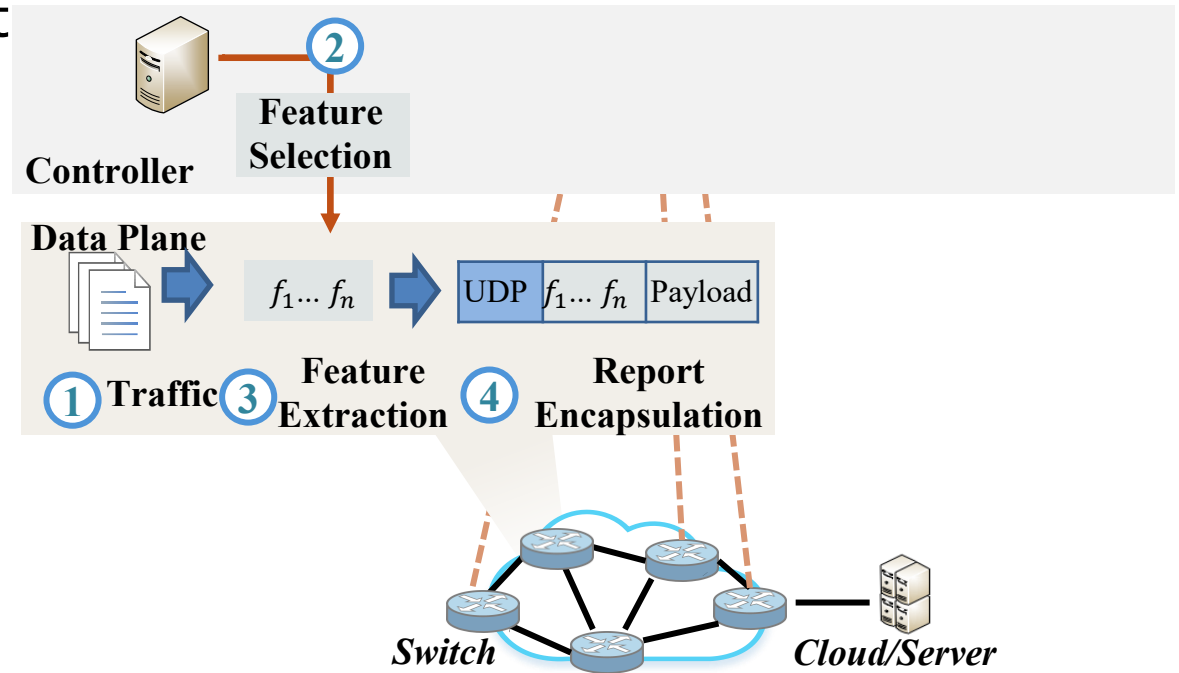 2
Feature
Selection
Controller
Data Plane
f₁... fₙ
UDP f₁... fₙ Payload
1 Traffic 3 Feature
Extraction
4 Report
Encapsulation
Switch
Cloud/Server